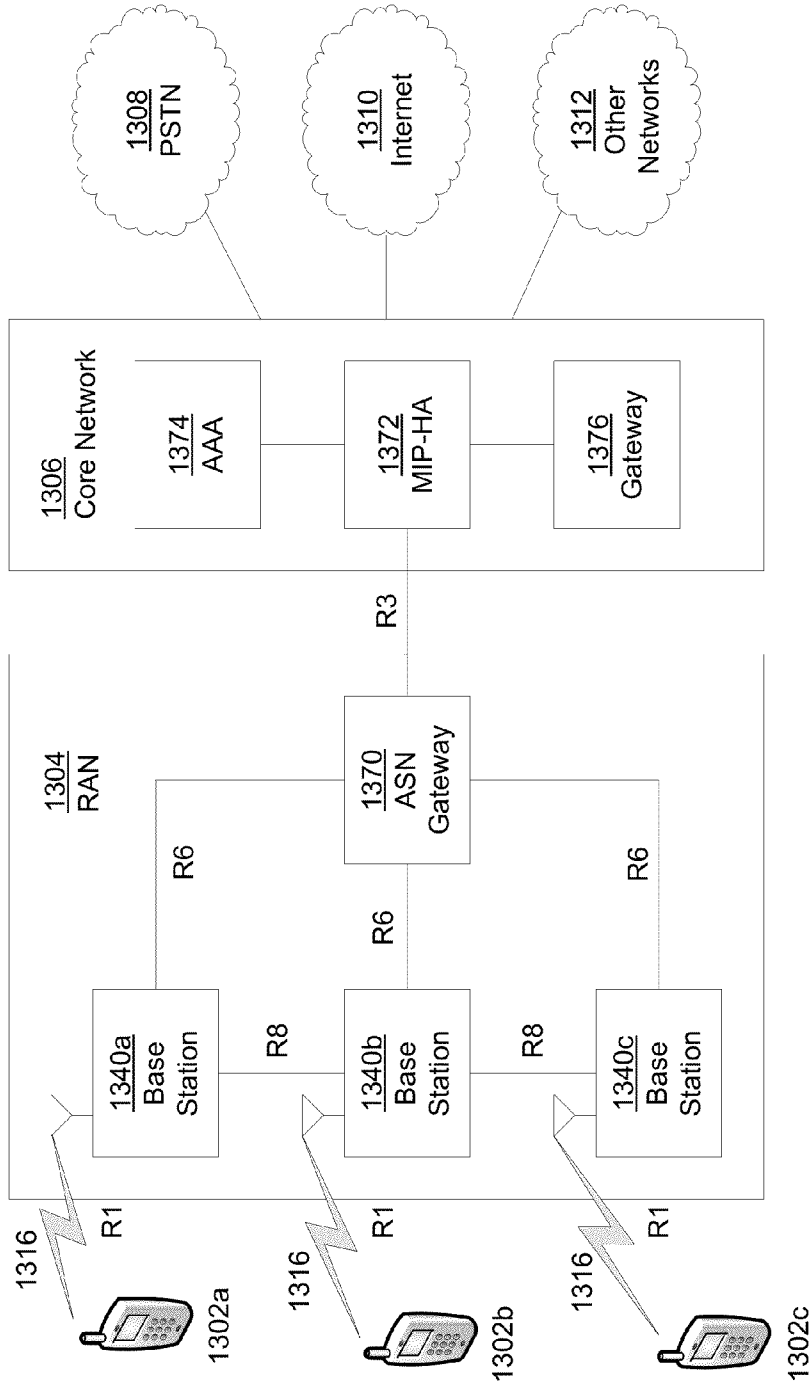 1316
1302a
R1
1316
1302b
R1
1316
1302c
R1
1304
RAN
1340a
Base
Station
R8
1340b
Base
Station
R8
1340c
Base
Station
R6
R6
R6
1370
ASN
Gateway
R3
1306
Core Network
1374
AAA
1372
MIP-HA
1376
Gateway
1308
PSTN
1310
Internet
1312
Other
Networks